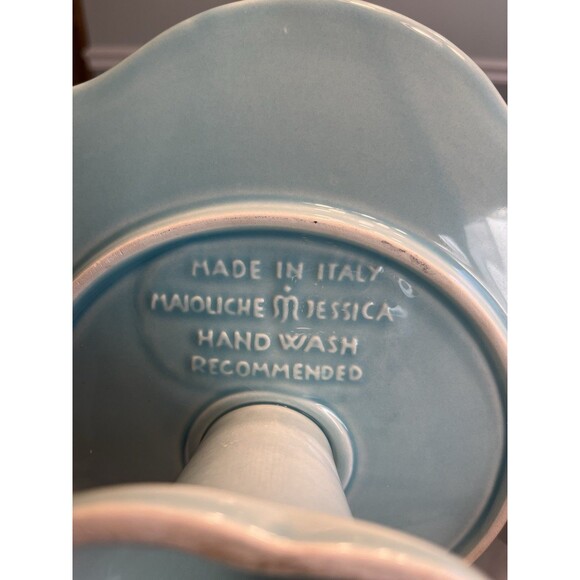 MADE IN ITALY
MAIOLICHE JESSICA
HAND WASH
RECOMMENDED